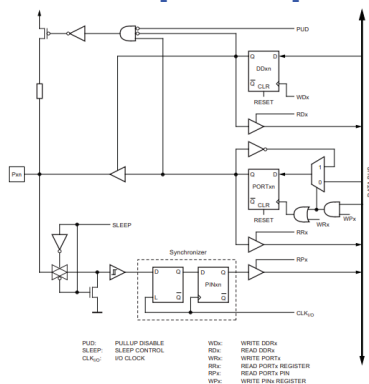 PUD
Q D
DDxn
Q CLR
WDx
RESET
RDx
Pxn
1
Q D
PORTxn
0
Q CLR
RESET
WRx
WPx
RRx
SLEEP
Synchronizer
RPx
D Q D Q
PINxn
L Q Q
CLK I/O
PUD: PULLUP DISABLE
SLEEP: SLEEP CONTROL
CLK I/O: I/O CLOCK
WDx: WRITE DDRx
RDx: READ DDRx
WRx: WRITE PORTx
RRx: READ PORTx REGISTER
RPx: READ PORTx PIN
WPx: WRITE PINx REGISTER